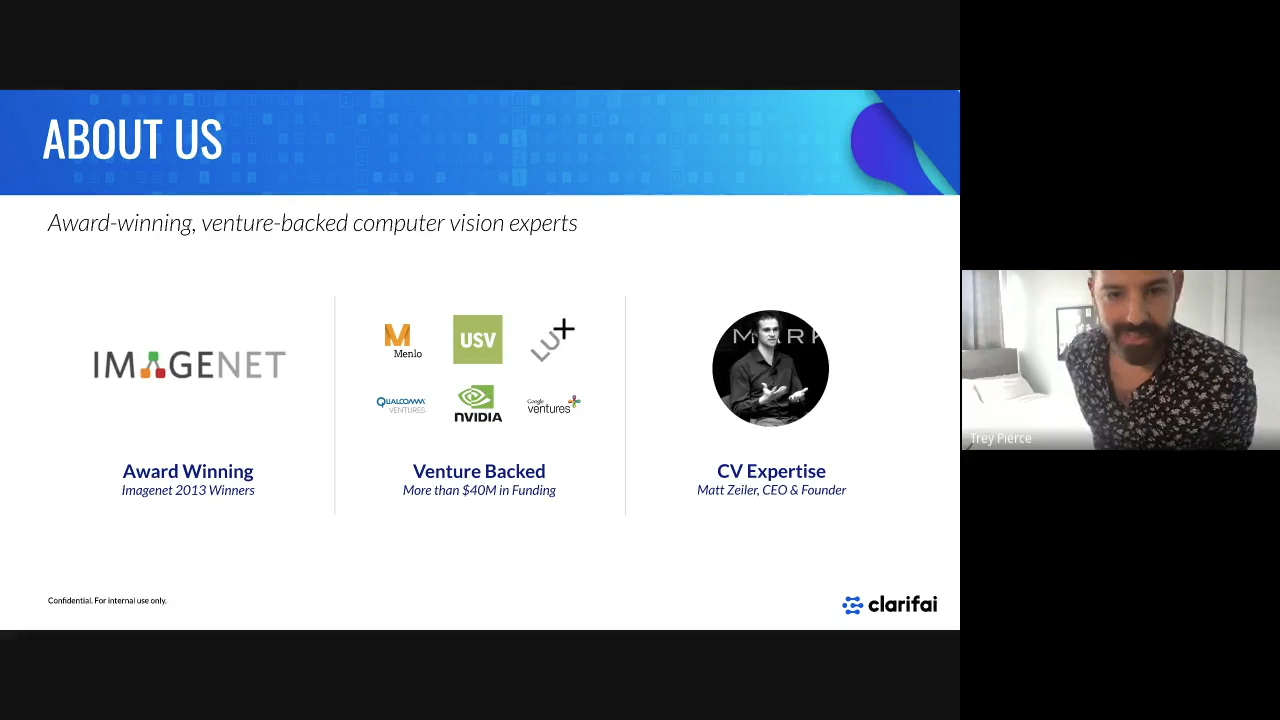 ABOUT US
Award-winning, venture-backed computer vision experts
IMAGENET
M
Menlo
USV
LU+
QUALCOMM
VENTURES
NVIDIA
Google
ventures
MARK
Award Winning
Imagenet 2013 Winners
Venture Backed
More than $40M in Funding
CV Expertise
Matt Zeiler, CEO & Founder
Trey Pierce
Confidential. For internal use only.
clarifai